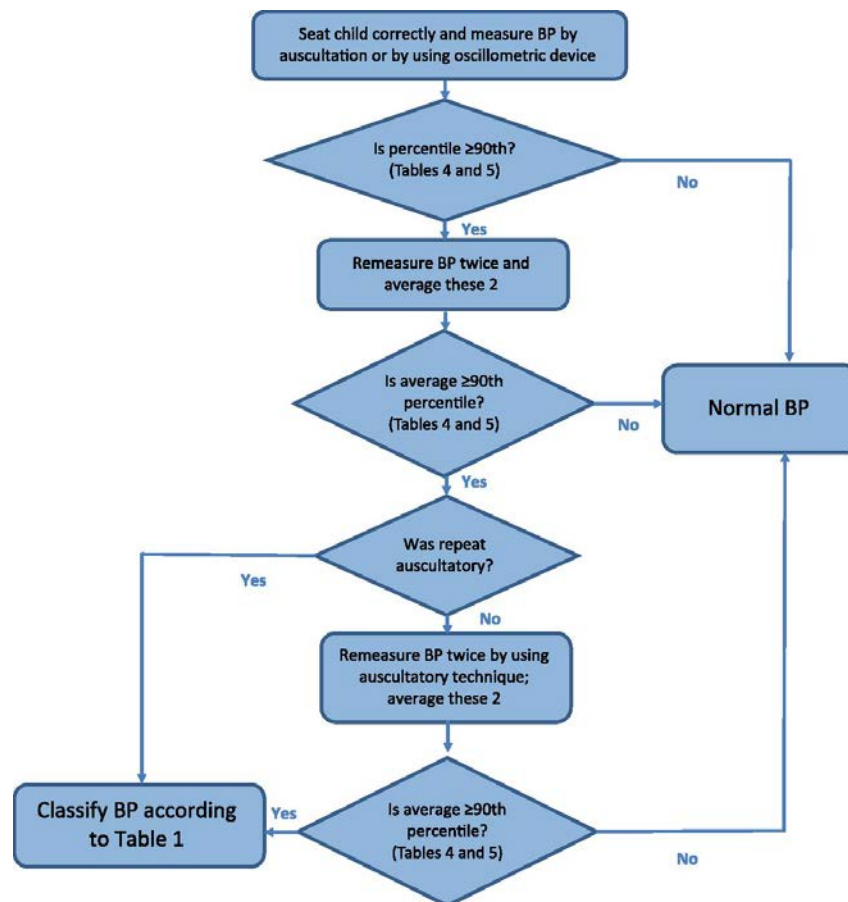 Seat child correctly and measure BP by
auscultation or by using oscillometric device
Is percentile ≥90th?
(Tables 4 and 5)
No
Yes
Remeasure BP twice and
average these 2
Is average ≥90th
percentile?
(Tables 4 and 5)
No
Normal BP
Yes
Was repeat
auscultatory?
Yes
No
Remeasure BP twice by using
auscultatory technique;
average these 2
Classify BP according
to Table 1
Yes
Is average ≥90th
percentile?
(Tables 4 and 5)
No